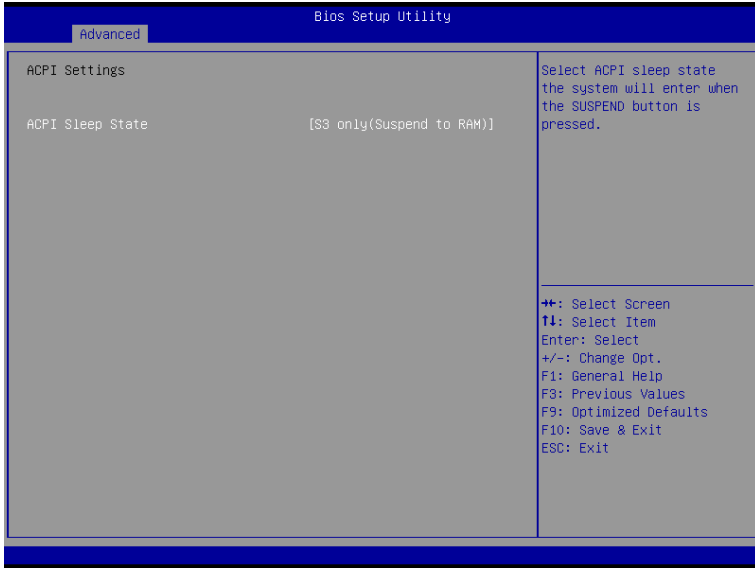 Bios Setup Utility
Advanced
ACPI Settings
ACPI Sleep State [S3 only(Suspend to RAM)]
Select ACPI sleep state
the system will enter when
the SUSPEND button is
pressed.
→←: Select Screen
↑↓: Select Item
Enter: Select
+/-: Change Opt.
F1: General Help
F3: Previous Values
F9: Optimized Defaults
F10: Save & Exit
ESC: Exit